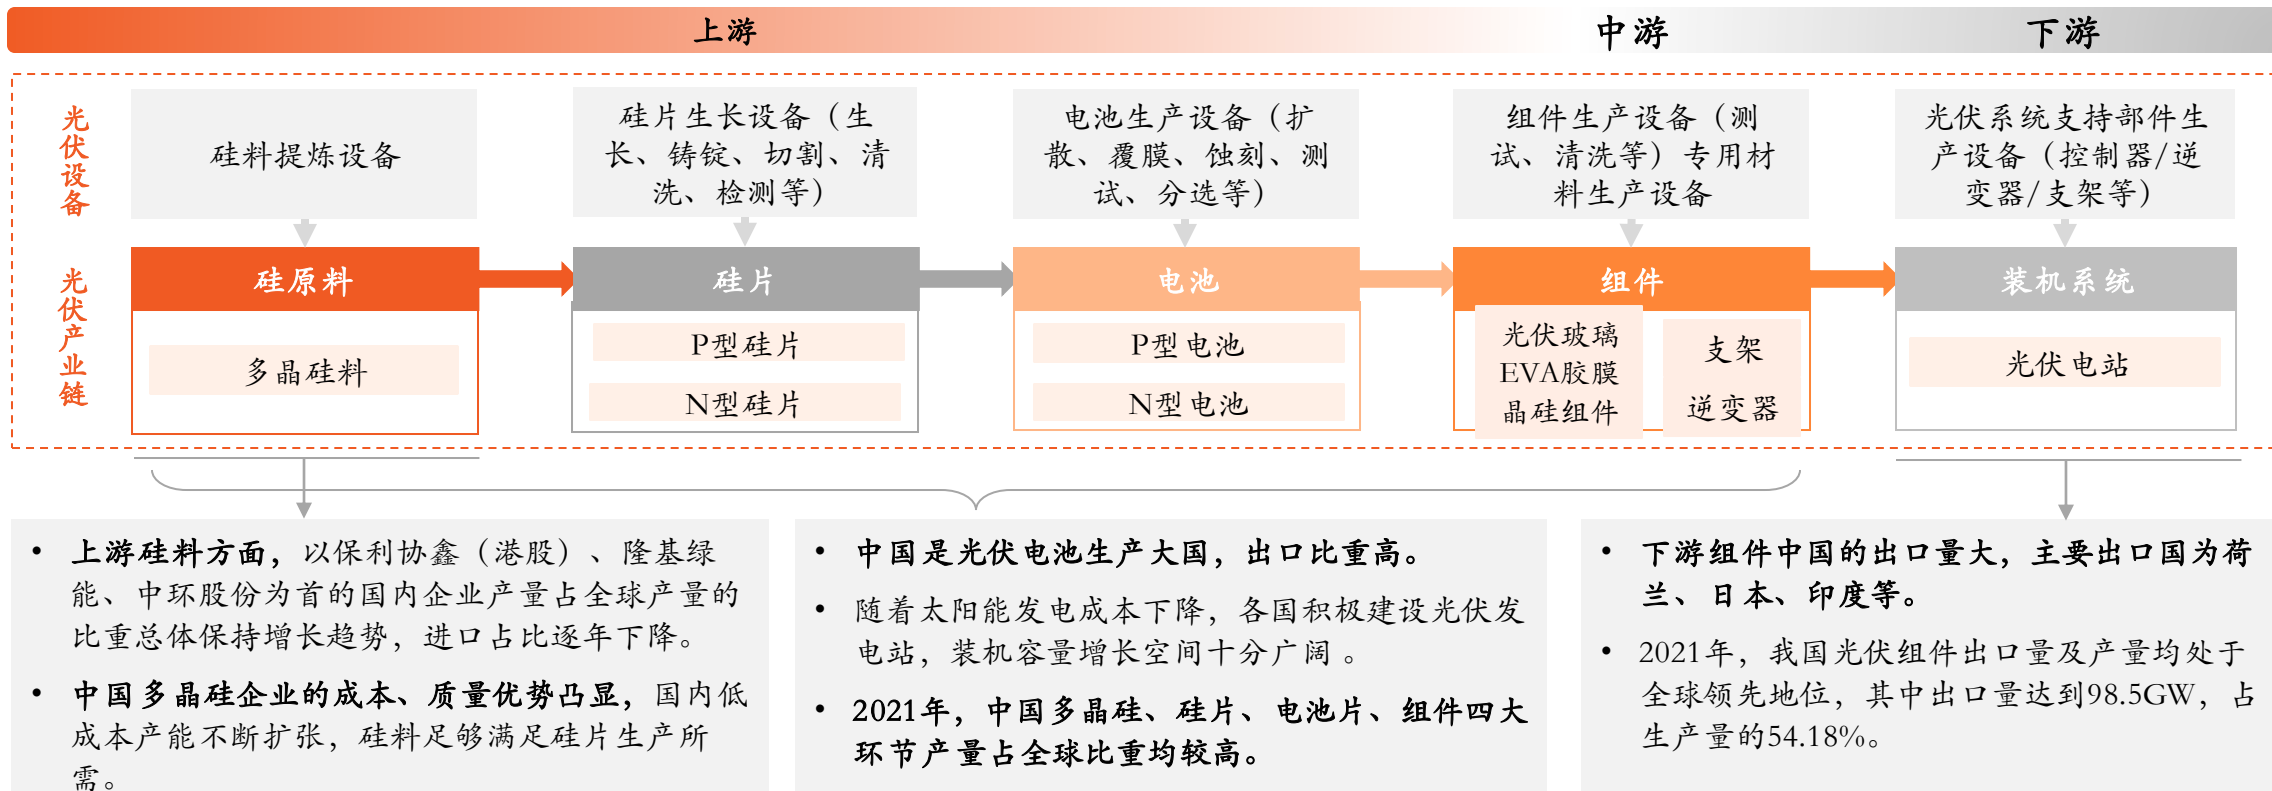 上游
中游
下游
光伏设备
硅料提炼设备
硅片生长设备（生
长、铸锭、切割、清
洗、检测等）
电池生产设备（扩
散、覆膜、蚀刻、测
试、分选等）
组件生产设备（测
试、清洗等）专用材
料生产设备
光伏系统支持部件生
产设备（控制器/逆
变器/支架等）
光伏产业链
硅原料
硅片
电池
组件
装机系统
多晶硅料
P型硅片
N型硅片
P型电池
N型电池
光伏玻璃
EVA胶膜
晶硅组件
支架
逆变器
光伏电站
• 上游硅料方面，以保利协鑫（港股）、隆基绿
能、中环股份为首的国内企业产量占全球产量的
比重总体保持增长趋势，进口占比逐年下降。
• 中国多晶硅企业的成本、质量优势凸显，国内低
成本产能不断扩张，硅料足够满足硅片生产所
需。
• 中国是光伏电池生产大国，出口比重高。
• 随着太阳能发电成本下降，各国积极建设光伏发
电站，装机容量增长空间十分广阔 。
• 2021年，中国多晶硅、硅片、电池片、组件四大
环节产量占全球比重均较高。
• 下游组件中国的出口量大，主要出口国为荷
兰、日本、印度等。
• 2021年，我国光伏组件出口量及产量均处于
全球领先地位，其中出口量达到98.5GW，占
生产量的54.18%。